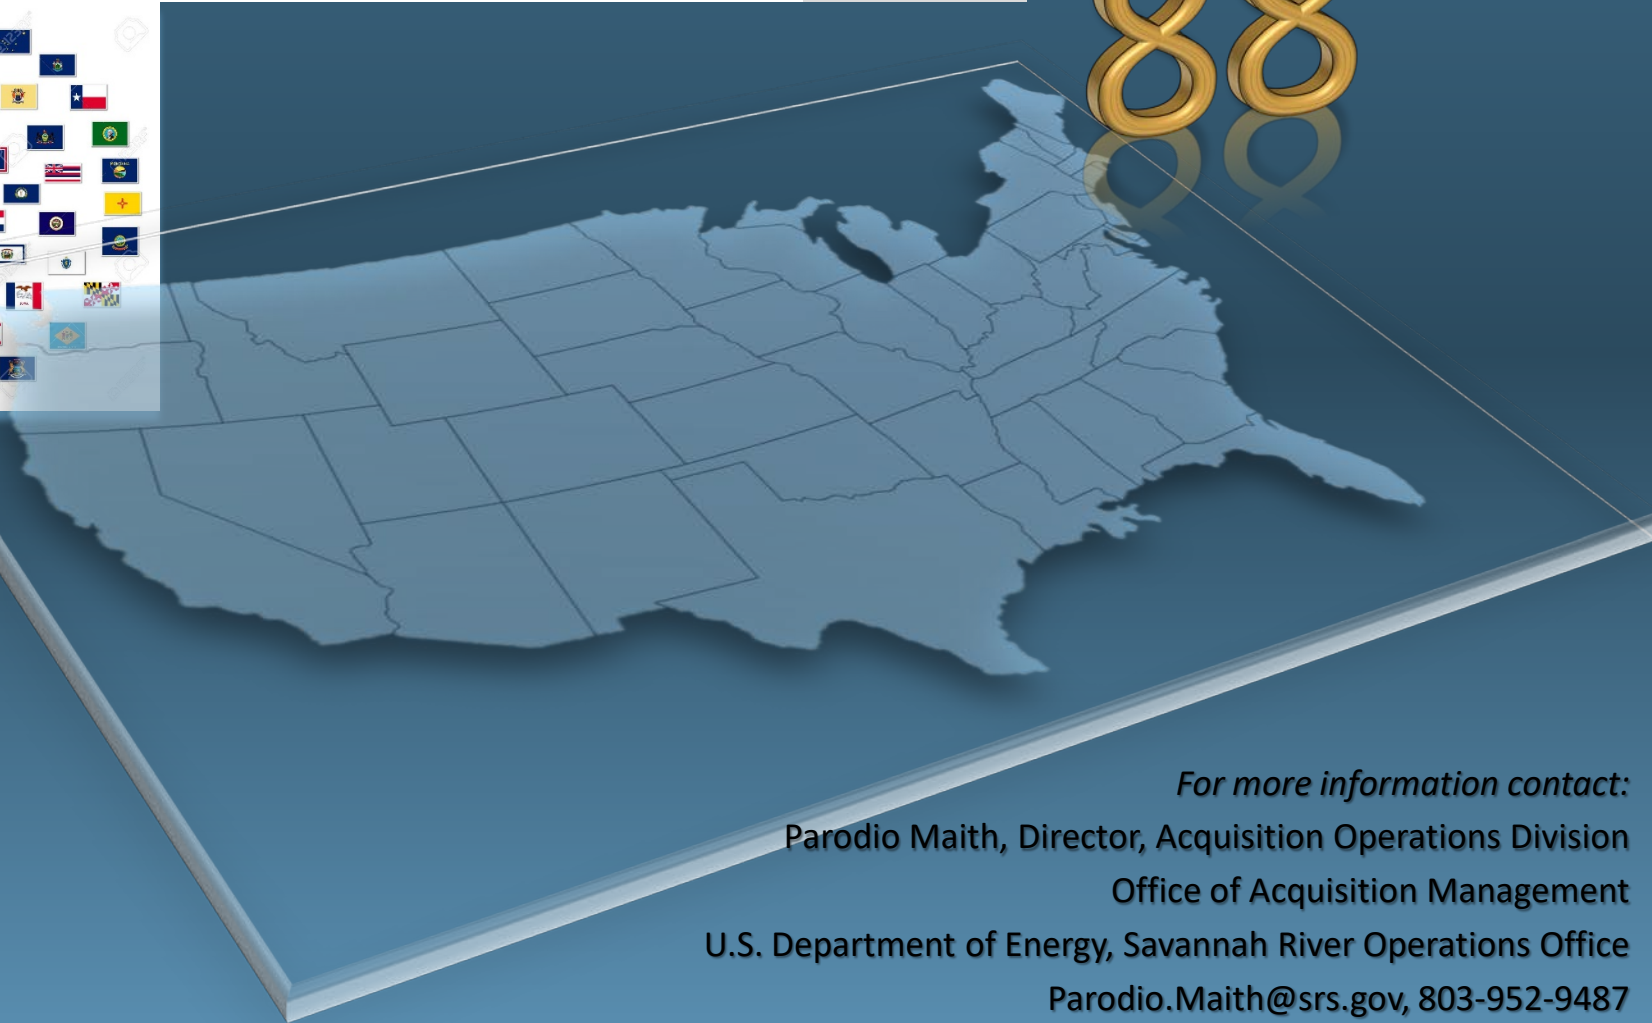 88
For more information contact:
Parodio Maith, Director, Acquisition Operations Division
Office of Acquisition Management
U.S. Department of Energy, Savannah River Operations Office
Parodio.Maith@srs.gov, 803-952-9487